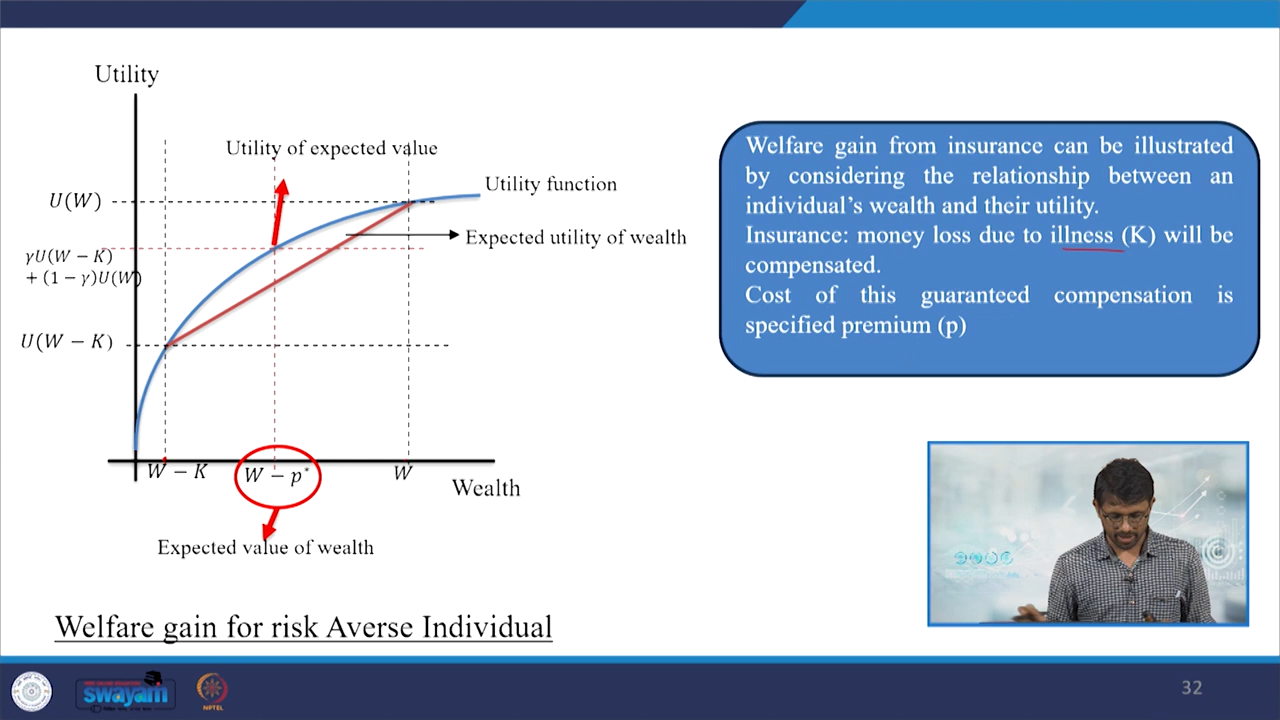 Utility
Utility of expected value
U(W)
Utility function
γU(W − K)
+ (1 − γ)U(W)
Expected utility of wealth
U(W − K)
W − K
W − p*
W
Wealth
Expected value of wealth
Welfare gain for risk Averse Individual
Welfare gain from insurance can be illustrated
by considering the relationship between an
individual’s wealth and their utility.
Insurance: money loss due to illness (K) will be
compensated.
Cost of this guaranteed compensation is
specified premium (p)
swayam
NPTEL
32